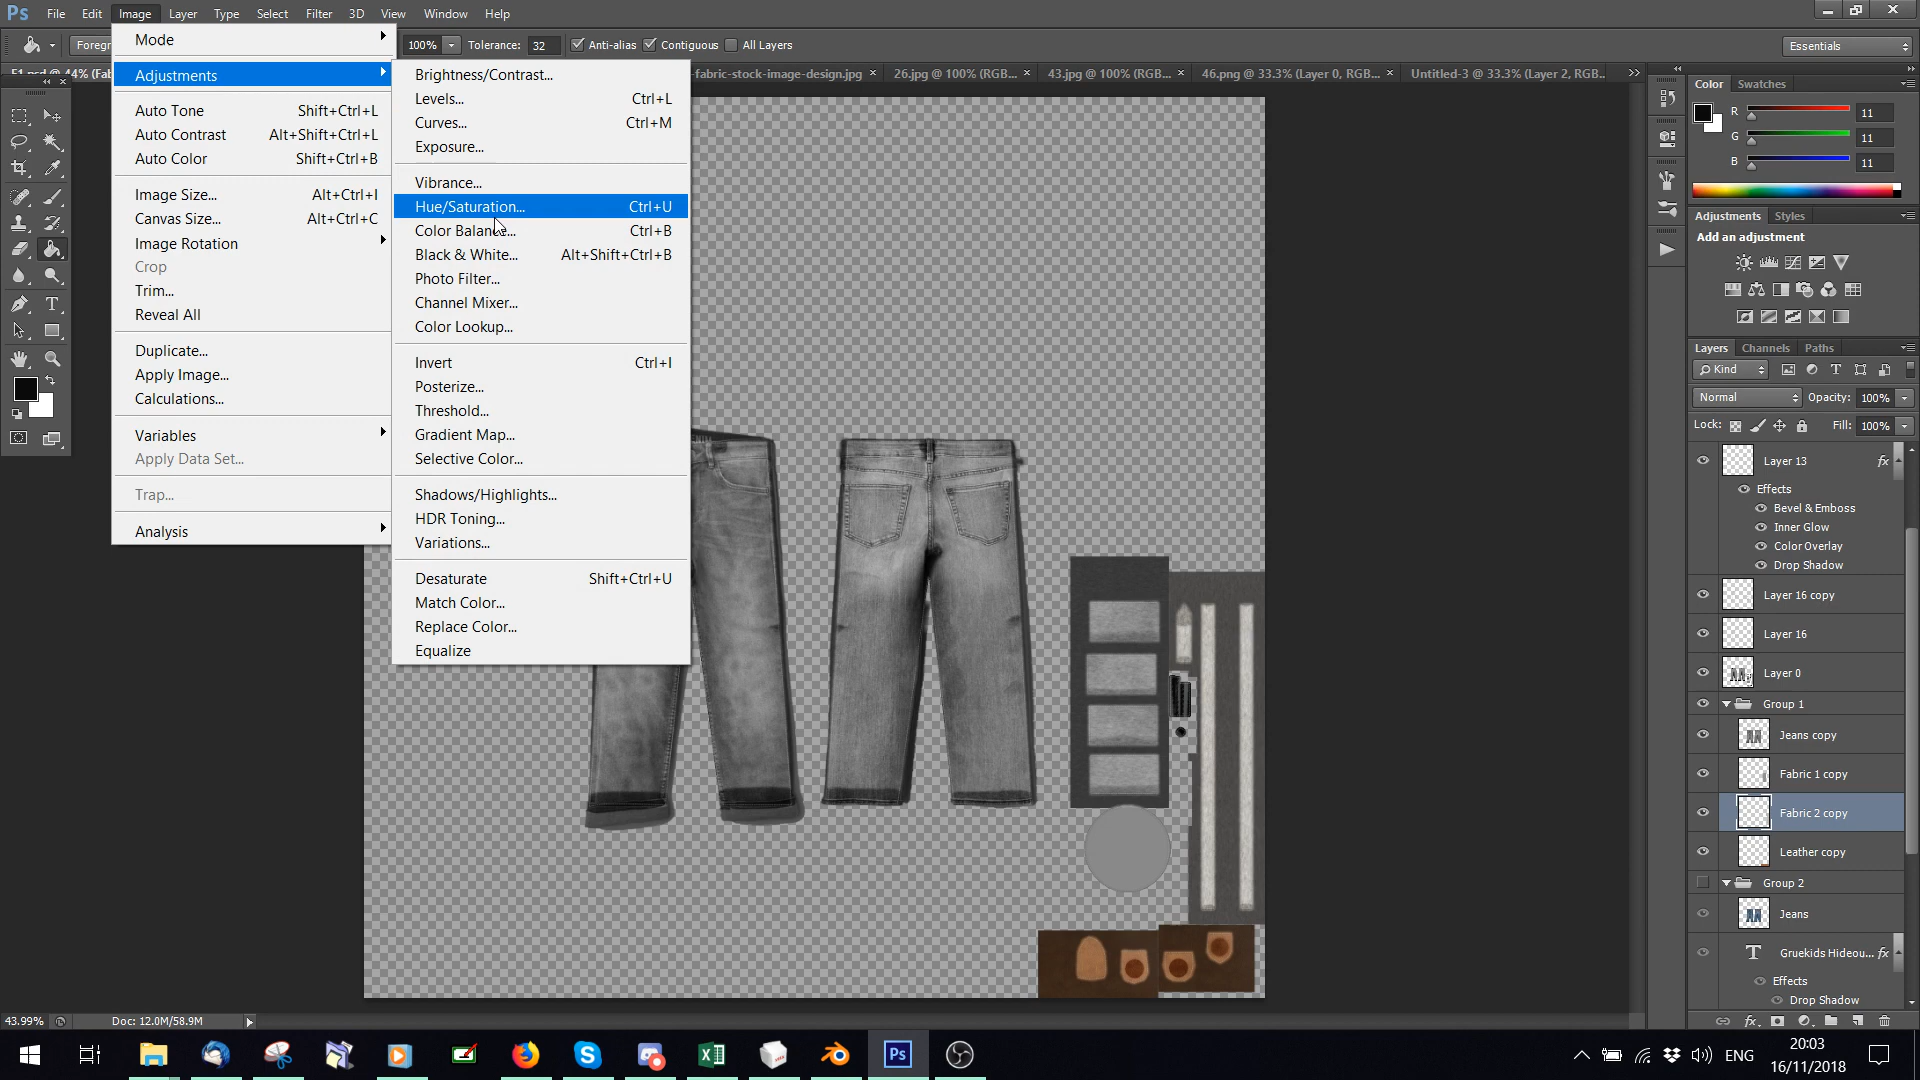 Ps File Edit Image Layer Type Select Filter 3D View Window Help
100% Tolerance: 32 Anti-alias Contiguous All Layers Essentials
-fabric-stock-image-design.jpg × 26.jpg @ 100% (RGB... × 43.jpg @ 100% (RGB... × 46.png @ 33.3% (Layer 0, RGB... × Untitled-3 @ 33.3% (Layer 2, RGB...
Mode
Adjustments
Auto Tone Shift+Ctrl+L
Auto Contrast Alt+Shift+Ctrl+L
Auto Color Shift+Ctrl+B
Image Size... Alt+Ctrl+I
Canvas Size... Alt+Ctrl+C
Image Rotation
Crop
Trim...
Reveal All
Duplicate...
Apply Image...
Calculations...
Variables
Apply Data Set...
Trap...
Analysis
Brightness/Contrast...
Levels... Ctrl+L
Curves... Ctrl+M
Exposure...
Vibrance...
Hue/Saturation... Ctrl+U
Color Balance... Ctrl+B
Black & White... Alt+Shift+Ctrl+B
Photo Filter...
Channel Mixer...
Color Lookup...
Invert Ctrl+I
Posterize...
Threshold...
Gradient Map...
Selective Color...
Shadows/Highlights...
HDR Toning...
Variations...
Desaturate Shift+Ctrl+U
Match Color...
Replace Color...
Equalize
Color Swatches
R 11
G 11
B 11
Adjustments Styles
Add an adjustment
Layers Channels Paths
Kind
Normal Opacity: 100%
Lock: Fill: 100%
Layer 13 fx
Effects
Bevel & Emboss
Inner Glow
Color Overlay
Drop Shadow
Layer 16 copy
Layer 16
Layer 0
Group 1
Jeans copy
Fabric 1 copy
Fabric 2 copy
Leather copy
Group 2
Jeans
T Gruekids Hideou... fx
Effects
Drop Shadow
43.99% Doc: 12.0M/58.9M
ENG
20:03
16/11/2018